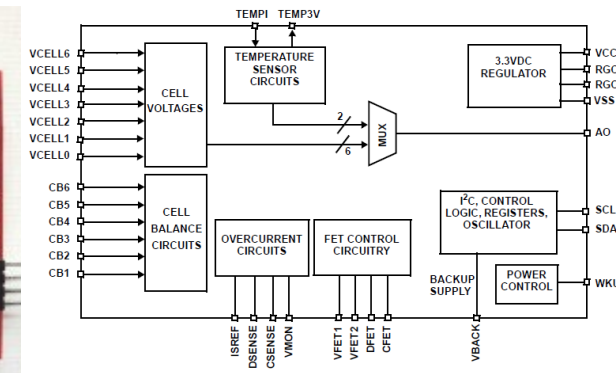 TEMPI TEMP3V
VCELL6
VCELL5
VCELL4
VCELL3
VCELL2
VCELL1
VCELL0
CELL
VOLTAGES
TEMPERATURE
SENSOR
CIRCUITS
2
6
MUX
3.3VDC
REGULATOR
VCC
RGO
RGC
VSS
AO
CB6
CB5
CB4
CB3
CB2
CB1
CELL
BALANCE
CIRCUITS
OVERCURRENT
CIRCUITS
FET CONTROL
CIRCUITRY
I2C, CONTROL
LOGIC, REGISTERS,
OSCILLATOR
SCL
SDA
BACKUP
SUPPLY
POWER
CONTROL
WKU
ISREF
DSENSE
CSENSE
VMON
VFET1
VFET2
DFET
CFET
VBACK